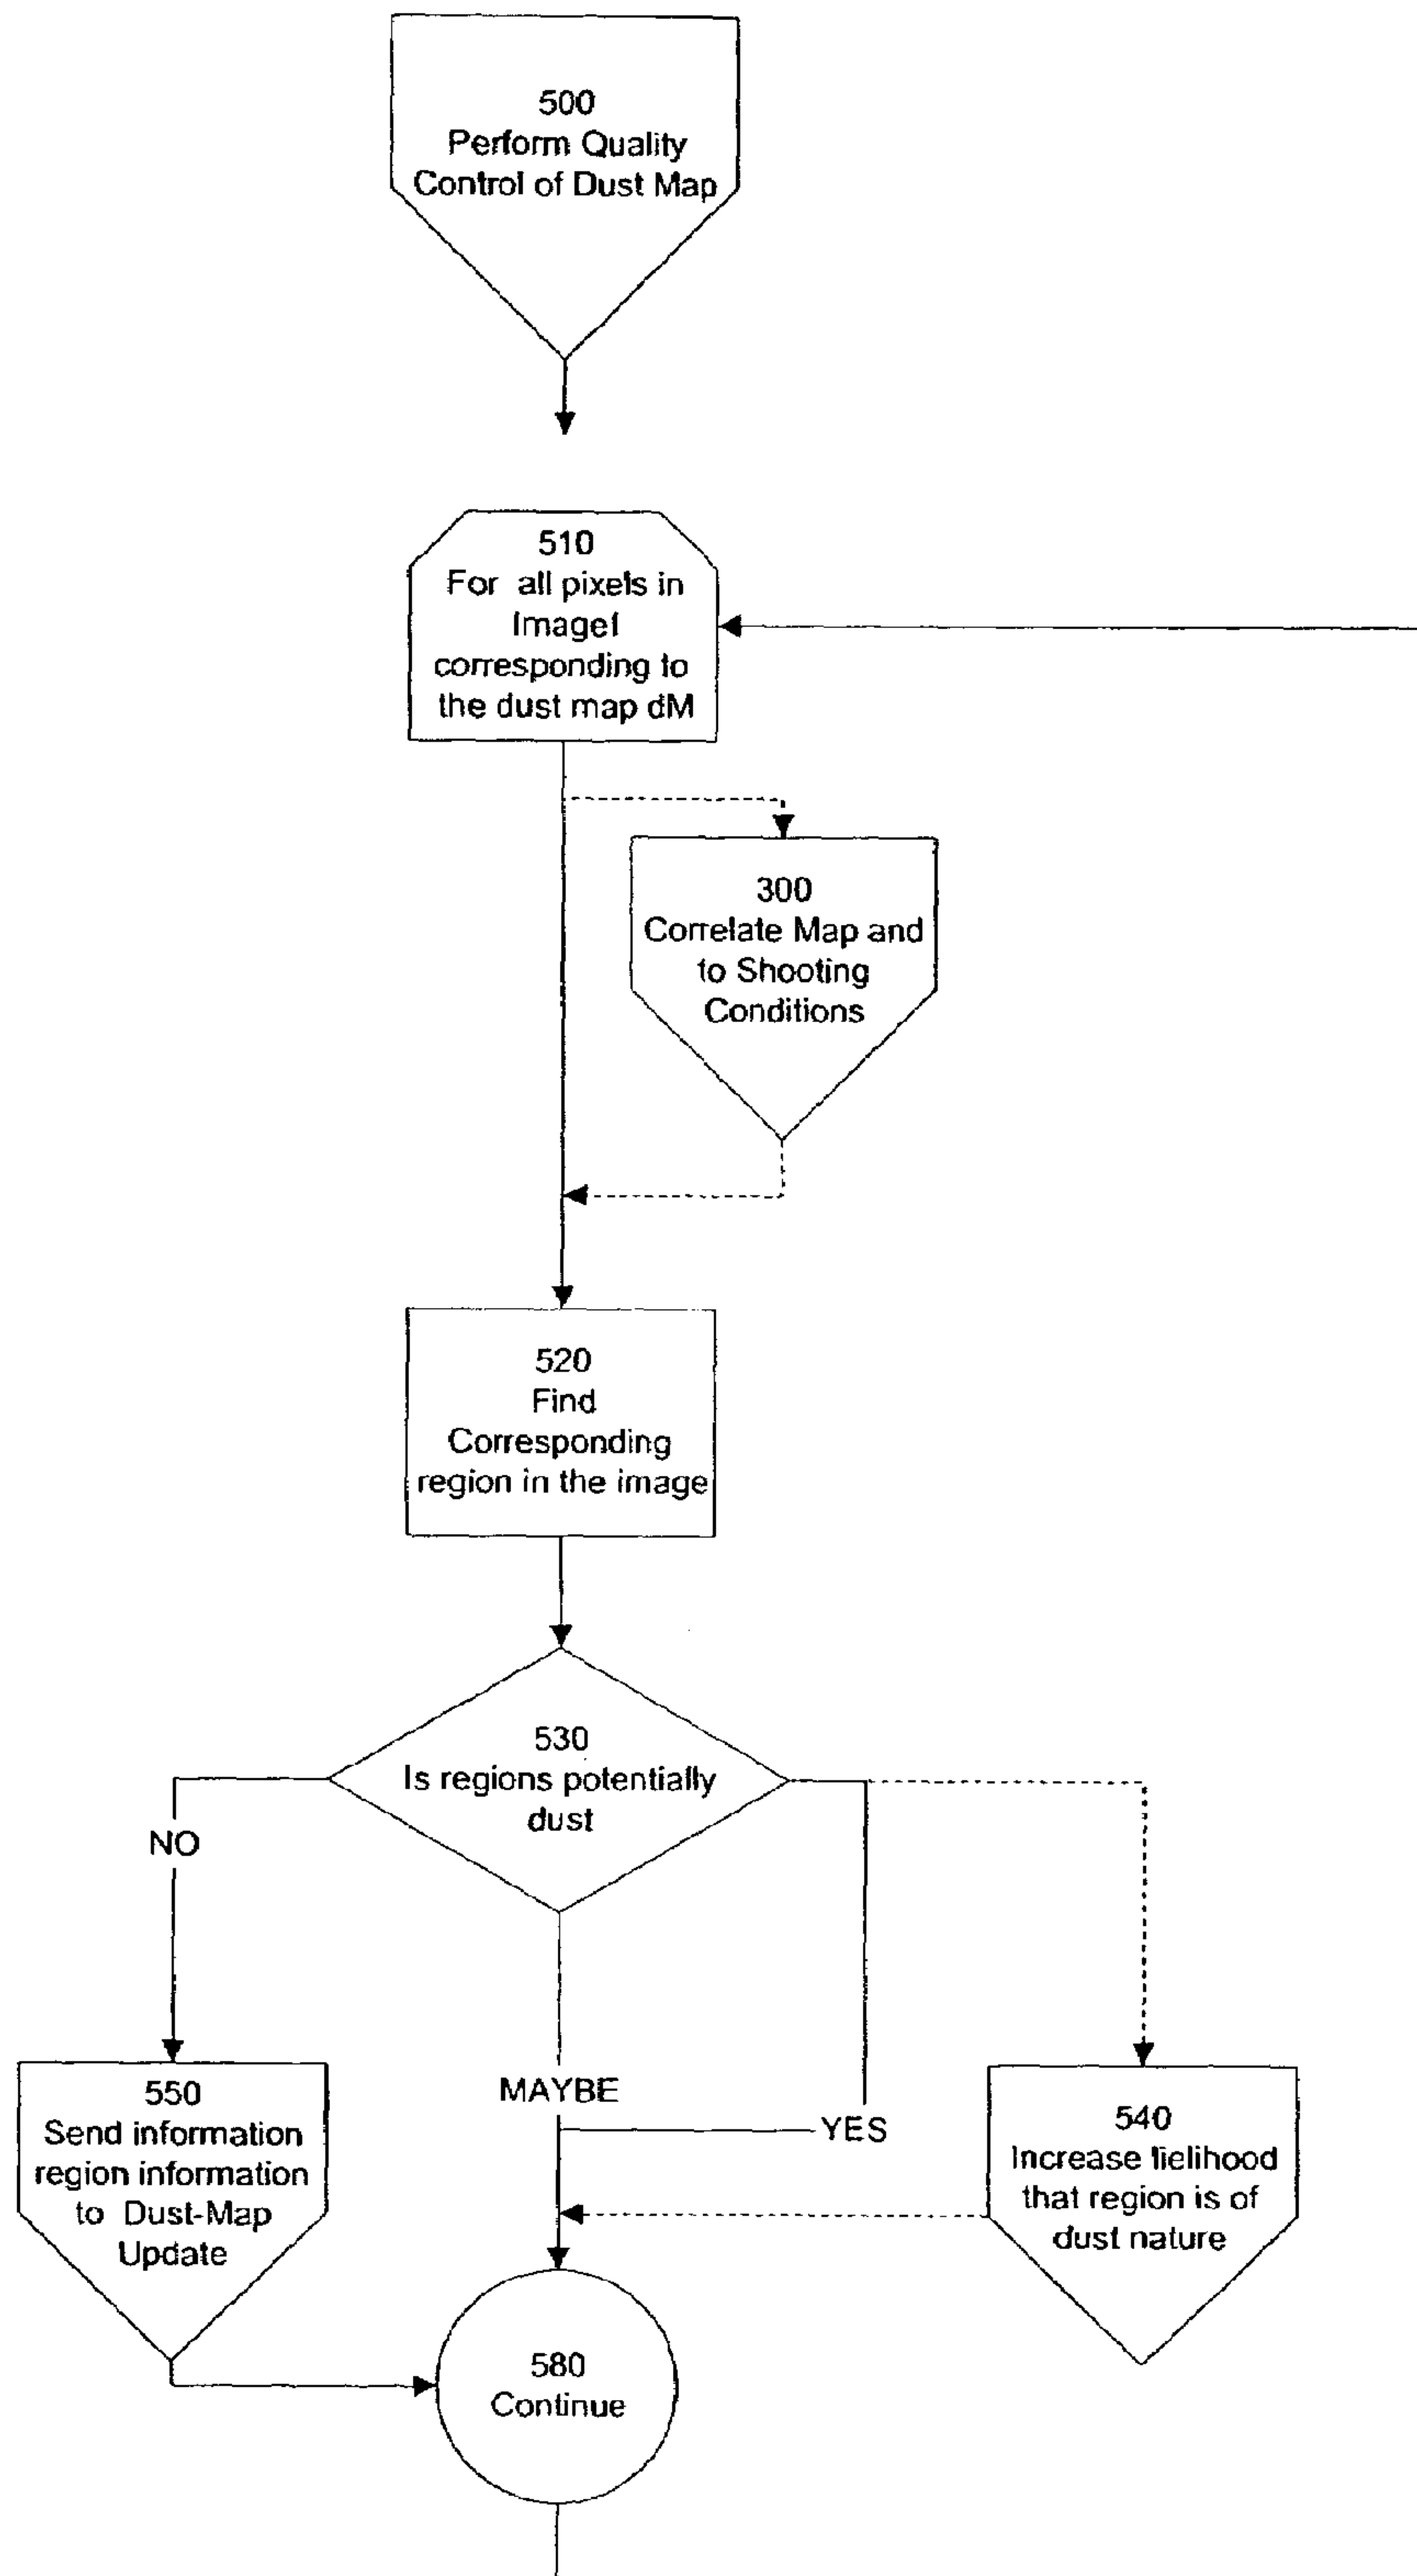 500
Perform Quality
Control of Dust Map
510
For all pixels in
ImageI
corresponding to
the dust map dM
300
Correlate Map and
to Shooting
Conditions
520
Find
Corresponding
region in the image
530
Is regions potentially
dust
NO
MAYBE
YES
550
Send information
region information
to Dust-Map
Update
540
Increase lielihood
that region is of
dust nature
580
Continue